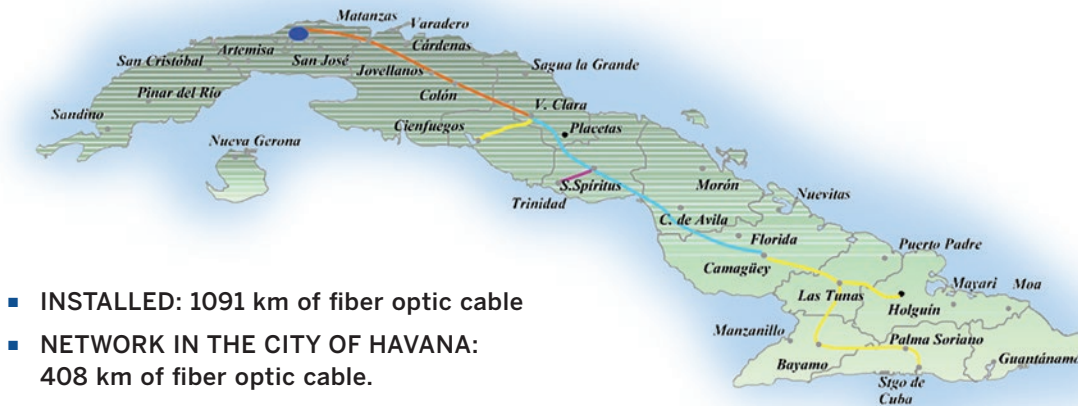 Matanzas
Varadero
Cárdenas
Artemisa
San Cristóbal
San José
Jovellanos
Sagua la Grande
Pinar del Río
Colón
V. Clara
Sandino
Cienfuegos
Placetas
Nueva Gerona
S.Spíritus
Morón
Trinidad
Nuevitas
C. de Avila
Florida
Puerto Padre
Camagüey
Mayari
Moa
Las Tunas
Holguín
Manzanillo
Palma Soriano
Bayamo
Guantánamo
Stgo de
Cuba
▪ INSTALLED: 1091 km of fiber optic cable
▪ NETWORK IN THE CITY OF HAVANA:
408 km of fiber optic cable.